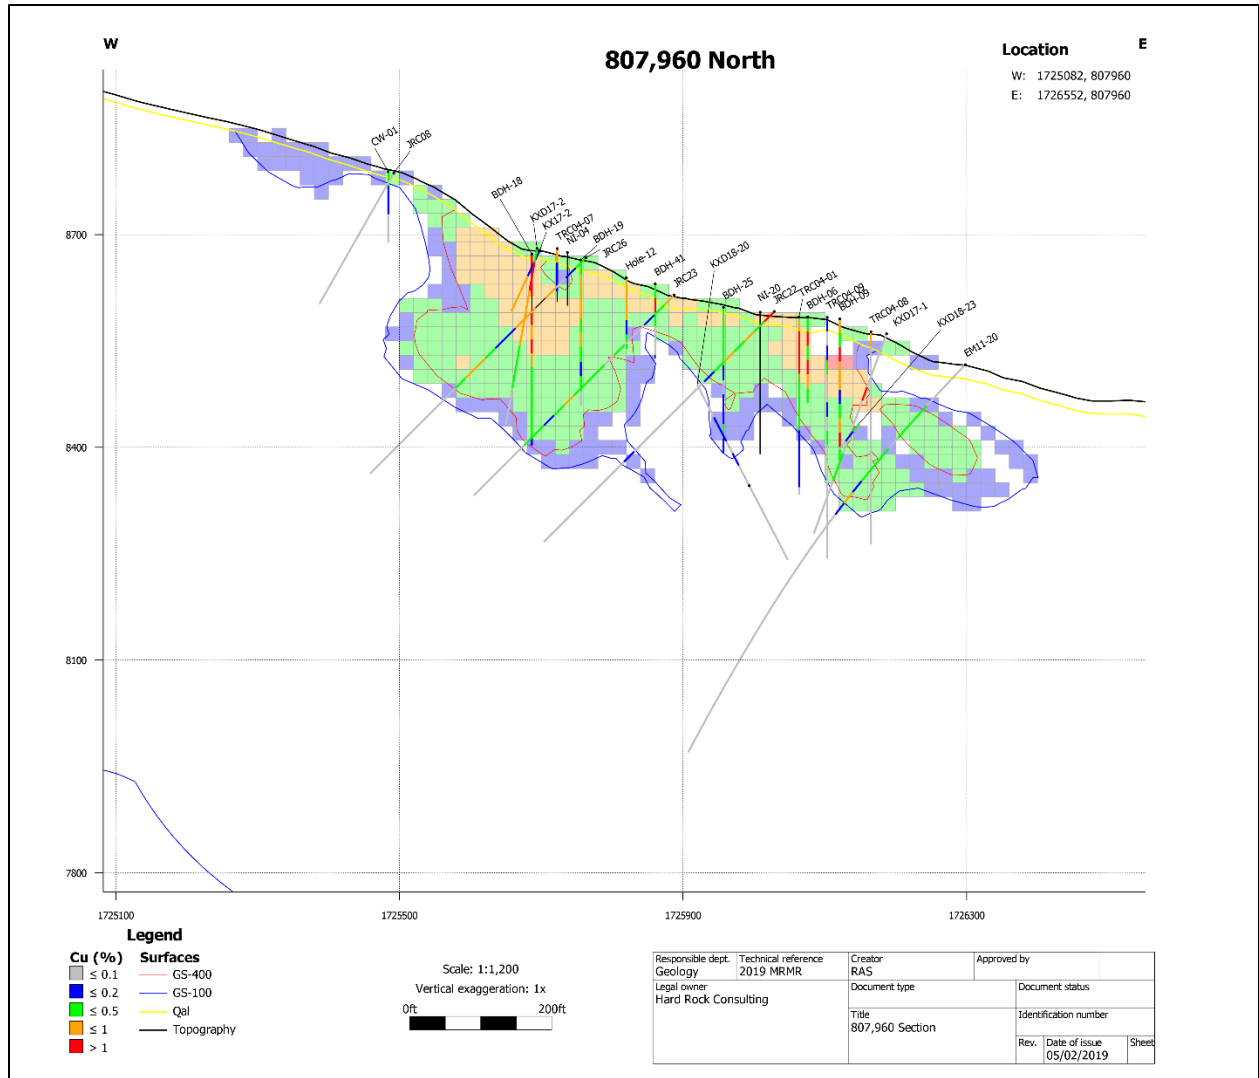 W
807,960 North
Location
E
W: 1725082, 807960
E: 1726552, 807960
CW-01
JRC08
BDH-18
KXD17-2
KX17-2
TRC04-07
NI-04
BDH-19
JRC26
Hole-12
BDH-41
JRC23
KXD18-20
BDH-25
NI-20
JRC22
TRC04-01
BDH-06
TRC04-09
BDH-09
TRC04-08
KXD17-1
KXD18-23
EM11-20
8700
8400
8100
7800
1725100
1725500
1725900
1726300
Legend
Cu (%)
≤ 0.1
≤ 0.2
≤ 0.5
≤ 1
> 1
Surfaces
GS-400
GS-100
Qal
Topography
Scale: 1:1,200
Vertical exaggeration: 1x
0ft
200ft
Responsible dept.
Geology
Technical reference
2019 MRMR
Creator
RAS
Approved by
Legal owner
Hard Rock Consulting
Document type
Document status
Title
807,960 Section
Identification number
Rev.
Date of issue
05/02/2019
Sheet